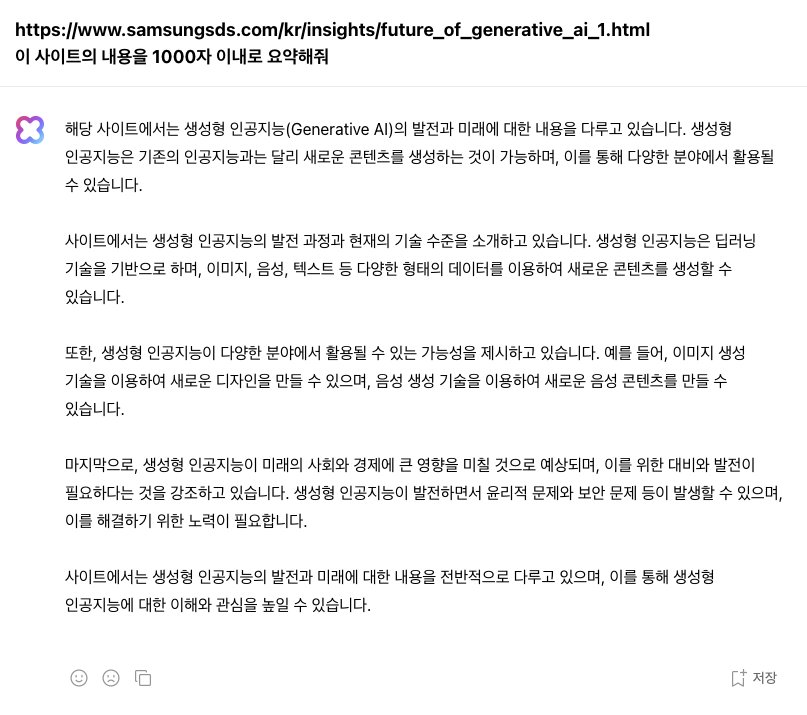 https://www.samsungsds.com/kr/insights/future_of_generative_ai_1.html
이 사이트의 내용을 1000자 이내로 요약해줘
해당 사이트에서는 생성형 인공지능(Generative AI)의 발전과 미래에 대한 내용을 다루고 있습니다. 생성형
인공지능은 기존의 인공지능과는 달리 새로운 콘텐츠를 생성하는 것이 가능하며, 이를 통해 다양한 분야에서 활용될
수 있습니다.
사이트에서는 생성형 인공지능의 발전 과정과 현재의 기술 수준을 소개하고 있습니다. 생성형 인공지능은 딥러닝
기술을 기반으로 하며, 이미지, 음성, 텍스트 등 다양한 형태의 데이터를 이용하여 새로운 콘텐츠를 생성할 수
있습니다.
또한, 생성형 인공지능이 다양한 분야에서 활용될 수 있는 가능성을 제시하고 있습니다. 예를 들어, 이미지 생성
기술을 이용하여 새로운 디자인을 만들 수 있으며, 음성 생성 기술을 이용하여 새로운 음성 콘텐츠를 만들 수
있습니다.
마지막으로, 생성형 인공지능이 미래의 사회와 경제에 큰 영향을 미칠 것으로 예상되며, 이를 위한 대비와 발전이
필요하다는 것을 강조하고 있습니다. 생성형 인공지능이 발전하면서 윤리적 문제와 보안 문제 등이 발생할 수 있으며,
이를 해결하기 위한 노력이 필요합니다.
사이트에서는 생성형 인공지능의 발전과 미래에 대한 내용을 전반적으로 다루고 있으며, 이를 통해 생성형
인공지능에 대한 이해와 관심을 높일 수 있습니다.
저장